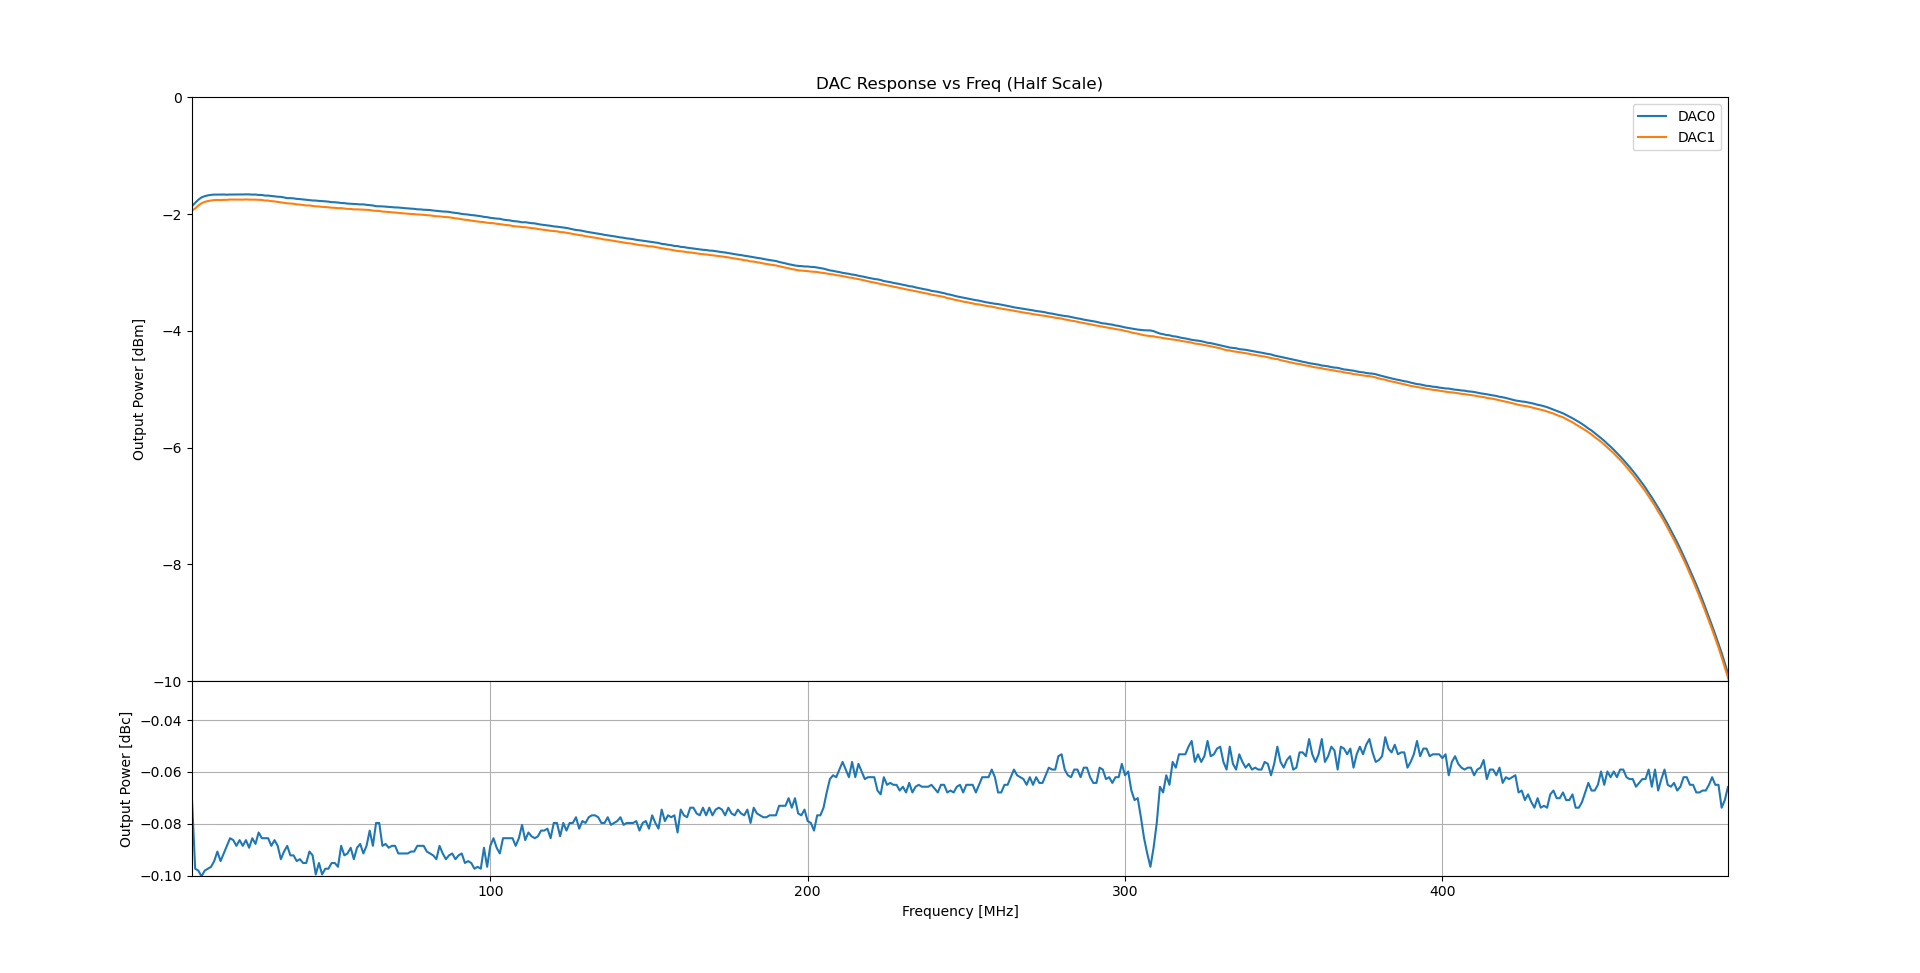 DAC Response vs Freq (Half Scale)
DAC0
DAC1
Output Power [dBm]
0
−2
−4
−6
−8
−10
Output Power [dBc]
−0.04
−0.06
−0.08
−0.10
100 200 300 400
Frequency [MHz]